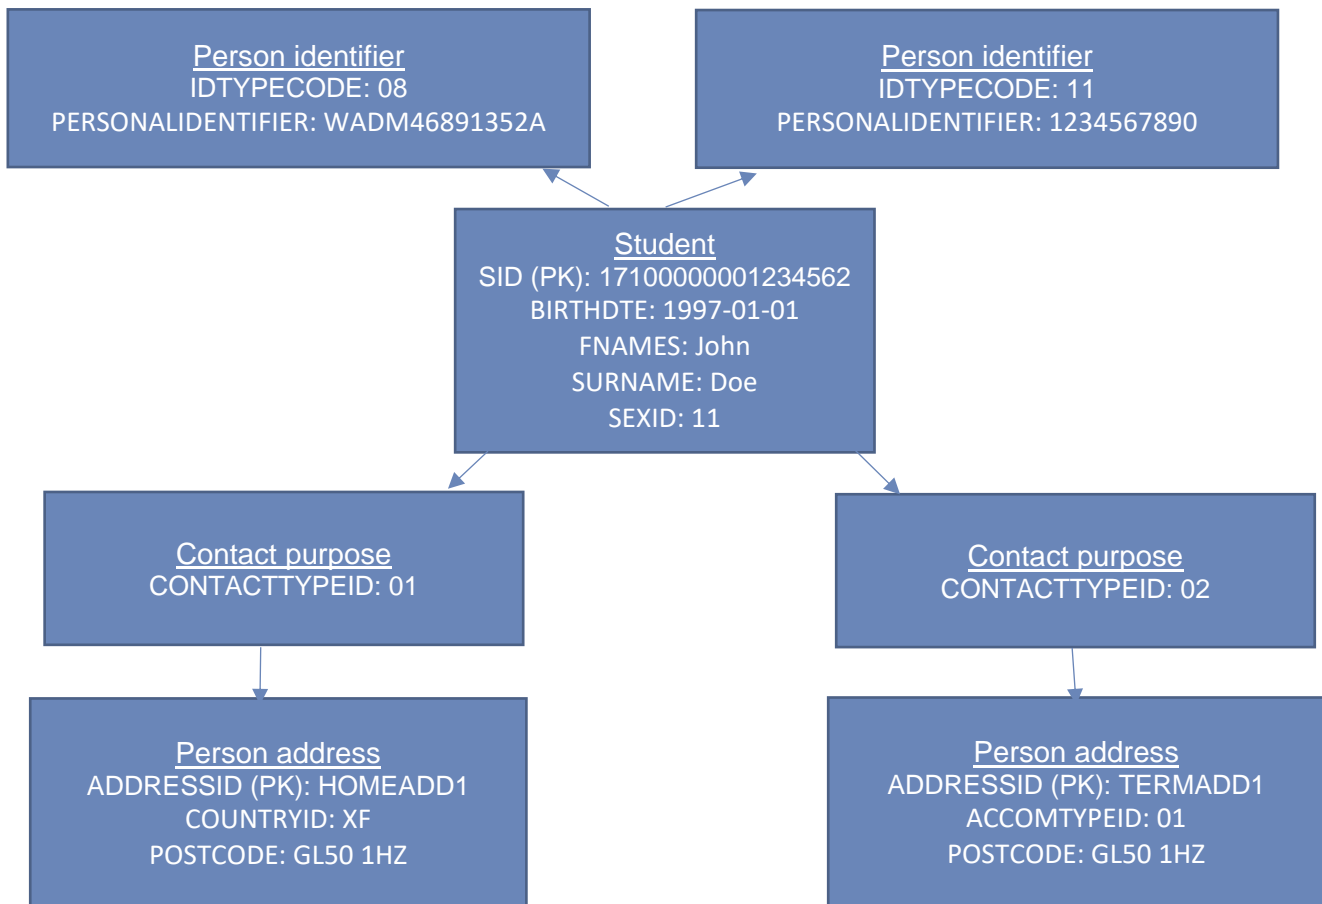 Person identifier
IDTYPECODE: 08
PERSONALIDENTIFIER: WADM46891352A
Person identifier
IDTYPECODE: 11
PERSONALIDENTIFIER: 1234567890
Student
SID (PK): 17100000001234562
BIRTHDTE: 1997-01-01
FNAMES: John
SURNAME: Doe
SEXID: 11
Contact purpose
CONTACTTYPEID: 01
Contact purpose
CONTACTTYPEID: 02
Person address
ADDRESSID (PK): HOMEADD1
COUNTRYID: XF
POSTCODE: GL50 1HZ
Person address
ADDRESSID (PK): TERMADD1
ACCOMTYPEID: 01
POSTCODE: GL50 1HZ